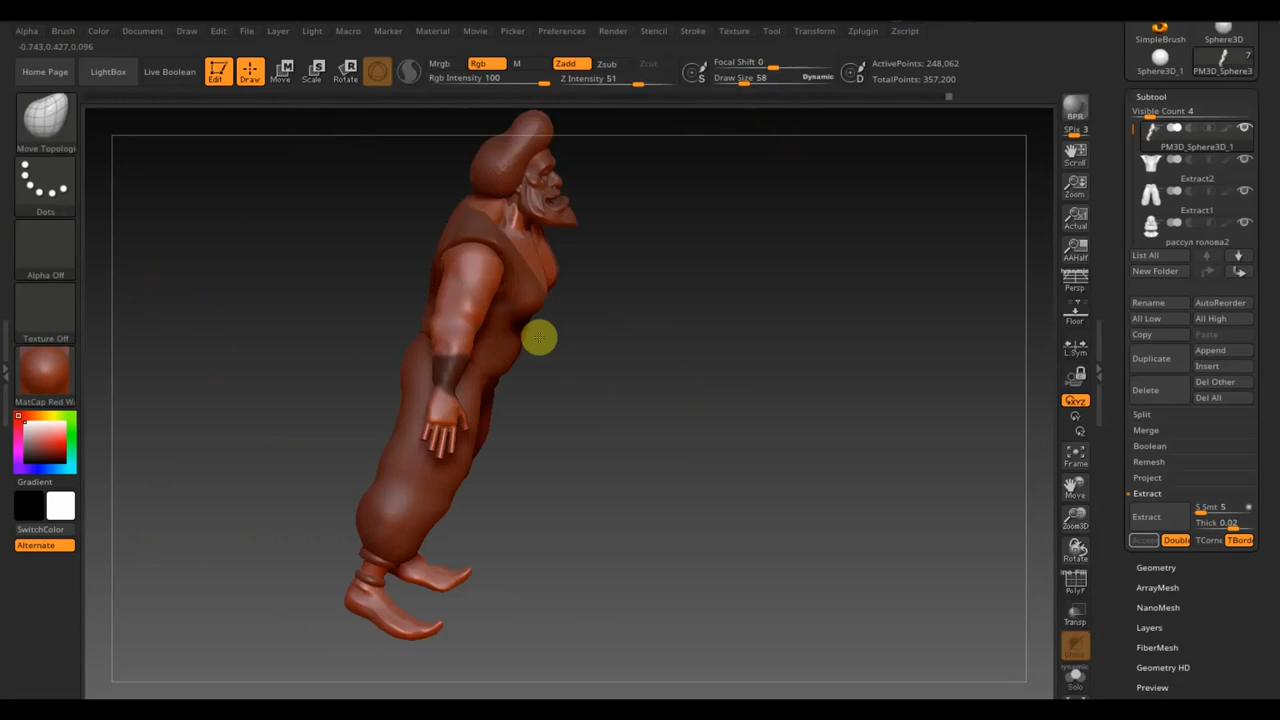 Alpha Brush Color Document Draw Edit File Layer Light Macro Marker Material Movie Picker Preferences Render Stencil Stroke Texture Tool Transform Zplugin Zscript
-0.743,0.427,0.096
SimpleBrush Sphere3D
Home Page LightBox Live Boolean Edit Draw Move Scale Rotate
Mrgb Rgb M Zadd Zsub Zcut
Rgb Intensity 100 Z Intensity 51
Focal Shift 0
Draw Size 58 Dynamic
S D
ActivePoints: 248,062
TotalPoints: 357,200
7
Sphere3D_1 PM3D_Sphere3
Move Topologi
Dots
Alpha Off
Texture Off
MatCap Red W
Gradient
SwitchColor
Alternate
BPR
SPix 3
Scroll
Zoom
Actual
AAHalf
Dynamic
Persp
Floor
L.Sym
XYZ
Frame
Move
Zoom3D
Rotate
PolyF
Transp
Dynamic
Solo
Subtool
Visible Count 4
PM3D_Sphere3D_1
Extract2
Extract1
рассул голова2
List All
New Folder
Rename AutoReorder
All Low All High
Copy Paste
Duplicate Append
Insert
Delete Del Other
Del All
Split
Merge
Boolean
Remesh
Project
Extract
Extract S Smt 5
Thick 0.02
Accept Double TCorne TBorde
Geometry
ArrayMesh
NanoMesh
Layers
FiberMesh
Geometry HD
Preview